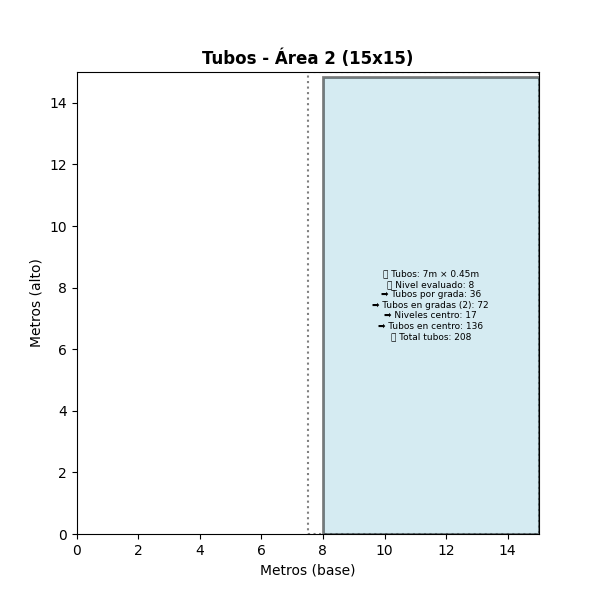 Tubos - Área 2 (15x15)
Metros (alto)
14
12
10
8
6
4
2
0
Tubos: 7m × 0.45m
Nivel evaluado: 8
➡ Tubos por grada: 36
➡ Tubos en gradas (2): 72
➡ Niveles centro: 17
➡ Tubos en centro: 136
Total tubos: 208
0 2 4 6 8 10 12 14
Metros (base)